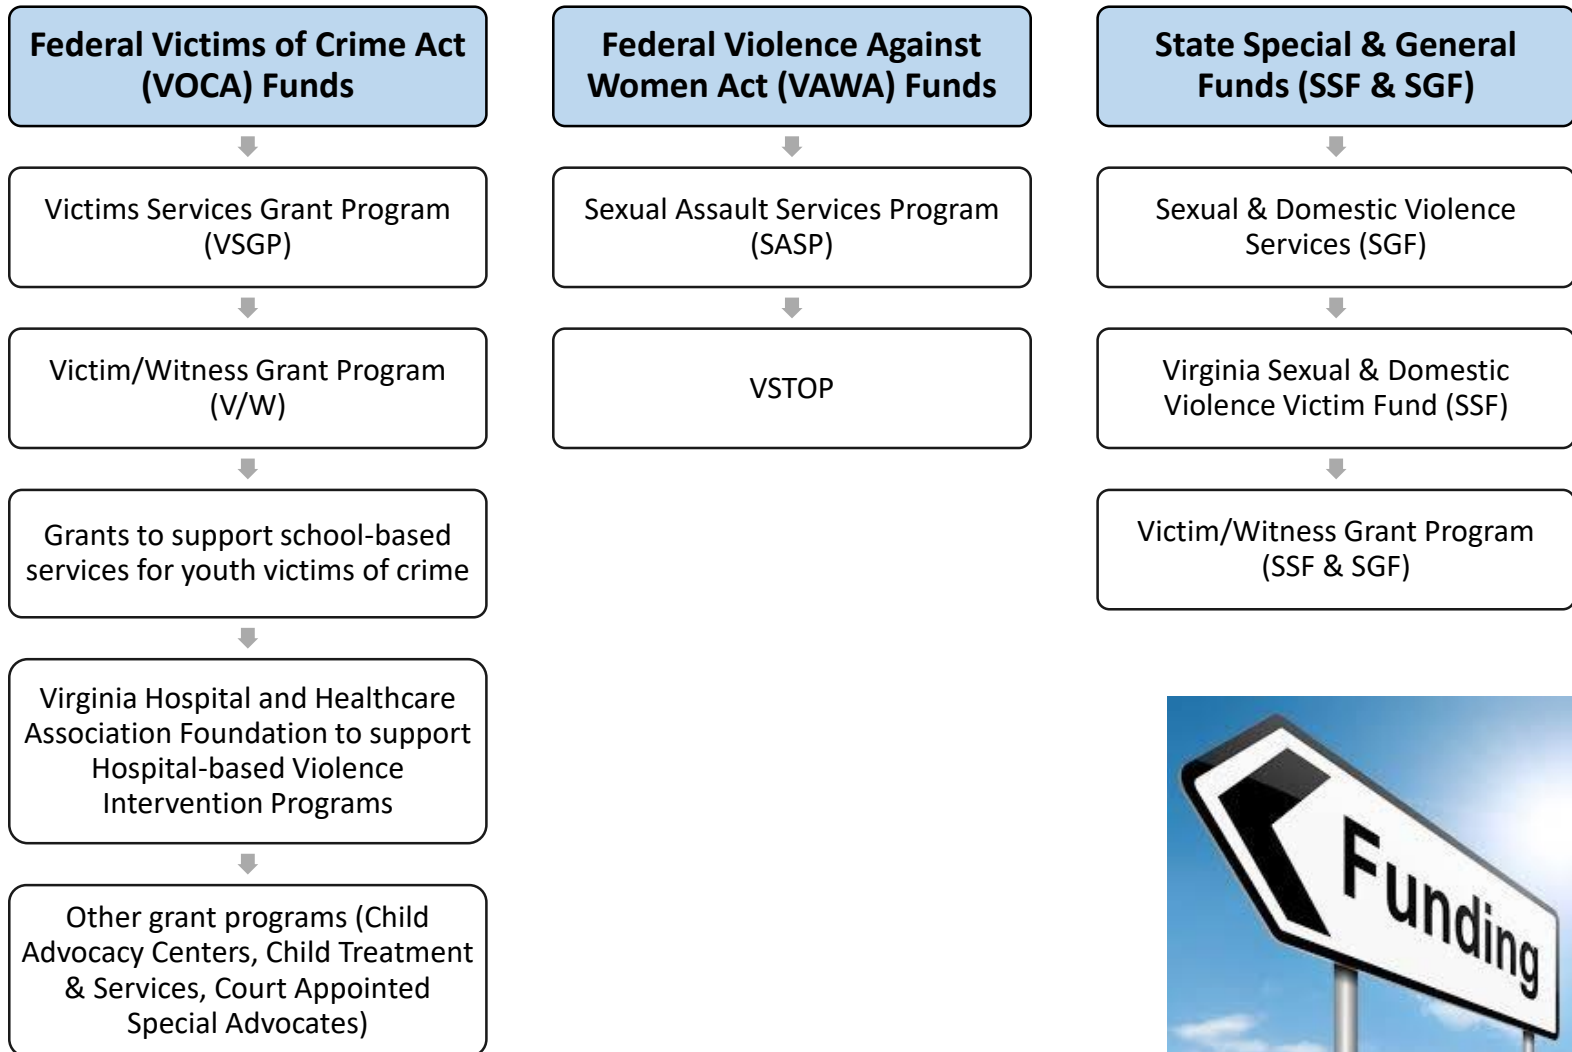 Federal Victims of Crime Act
(VOCA) Funds
Victims Services Grant Program
(VSGP)
Victim/Witness Grant Program
(V/W)
Grants to support school-based
services for youth victims of crime
Virginia Hospital and Healthcare
Association Foundation to support
Hospital-based Violence
Intervention Programs
Other grant programs (Child
Advocacy Centers, Child Treatment
& Services, Court Appointed
Special Advocates)
Federal Violence Against
Women Act (VAWA) Funds
Sexual Assault Services Program
(SASP)
VSTOP
State Special & General
Funds (SSF & SGF)
Sexual & Domestic Violence
Services (SGF)
Virginia Sexual & Domestic
Violence Victim Fund (SSF)
Victim/Witness Grant Program
(SSF & SGF)
Funding